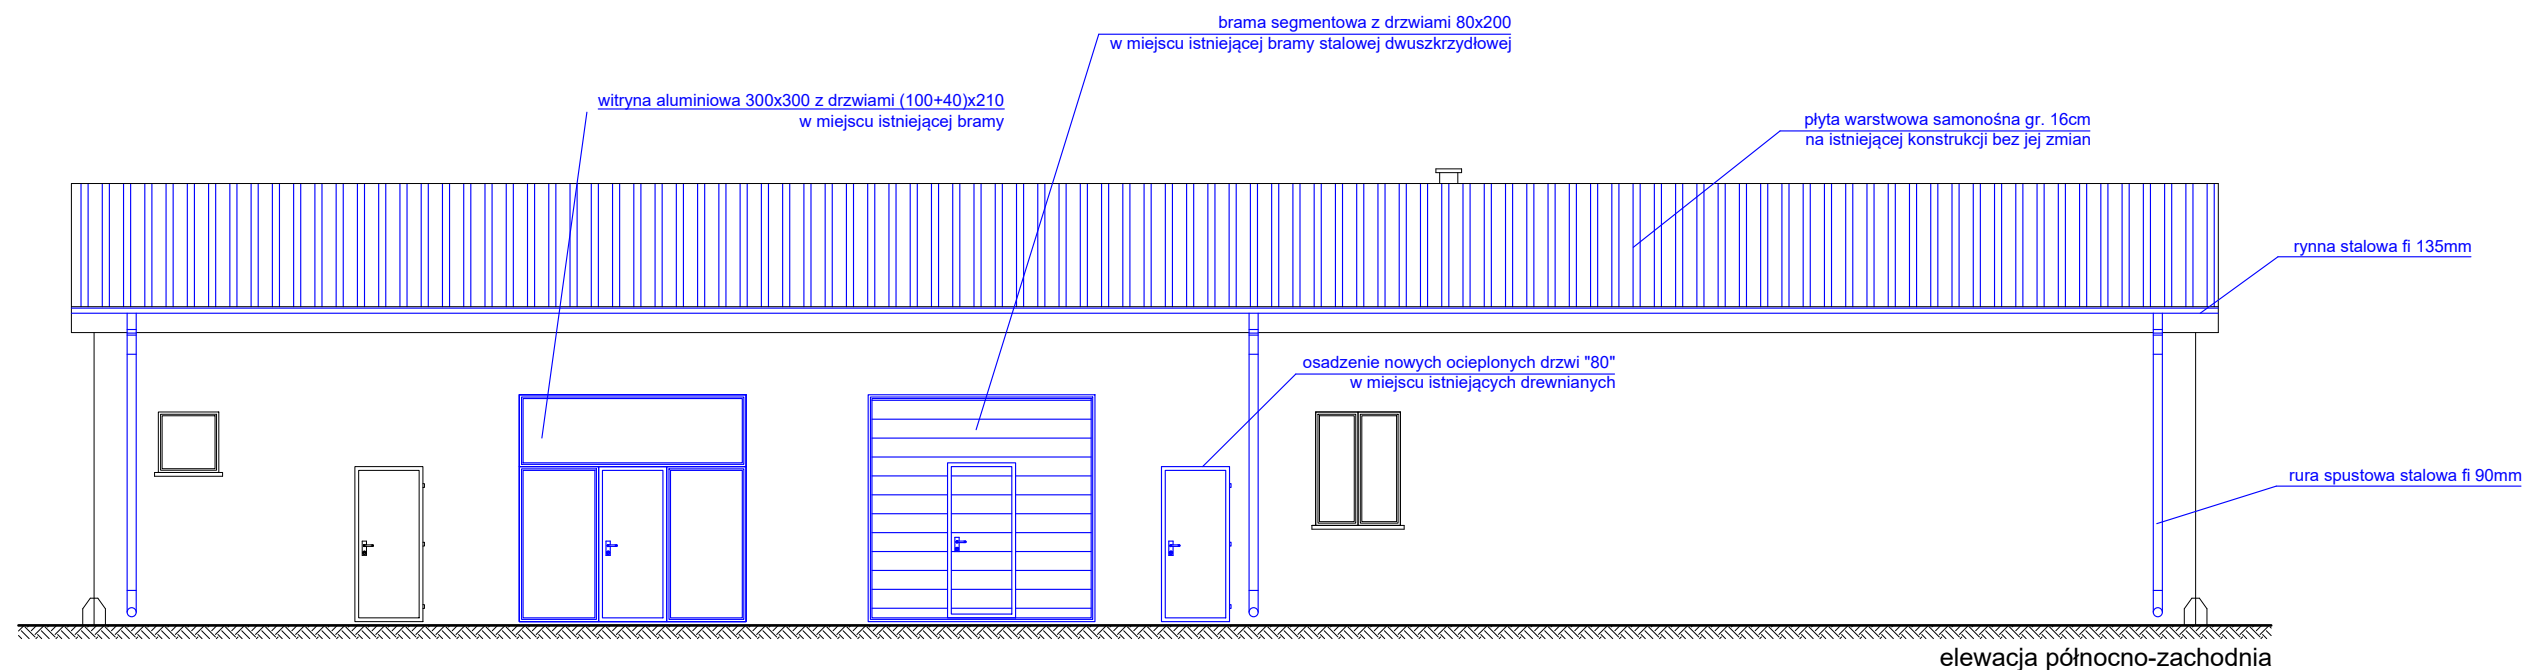 brama segmentowa z drzwiami 80x200
w miejscu istniejącej bramy stalowej dwuszkrzydłowej
witryna aluminiowa 300x300 z drzwiami (100+40)x210
w miejscu istniejącej bramy
płyta warstwowa samonośna gr. 16cm
na istniejącej konstrukcji bez jej zmian
rynna stalowa fi 135mm
osadzenie nowych ocieplonych drzwi "80"
w miejscu istniejących drewnianych
rura spustowa stalowa fi 90mm
elewacja północno-zachodnia